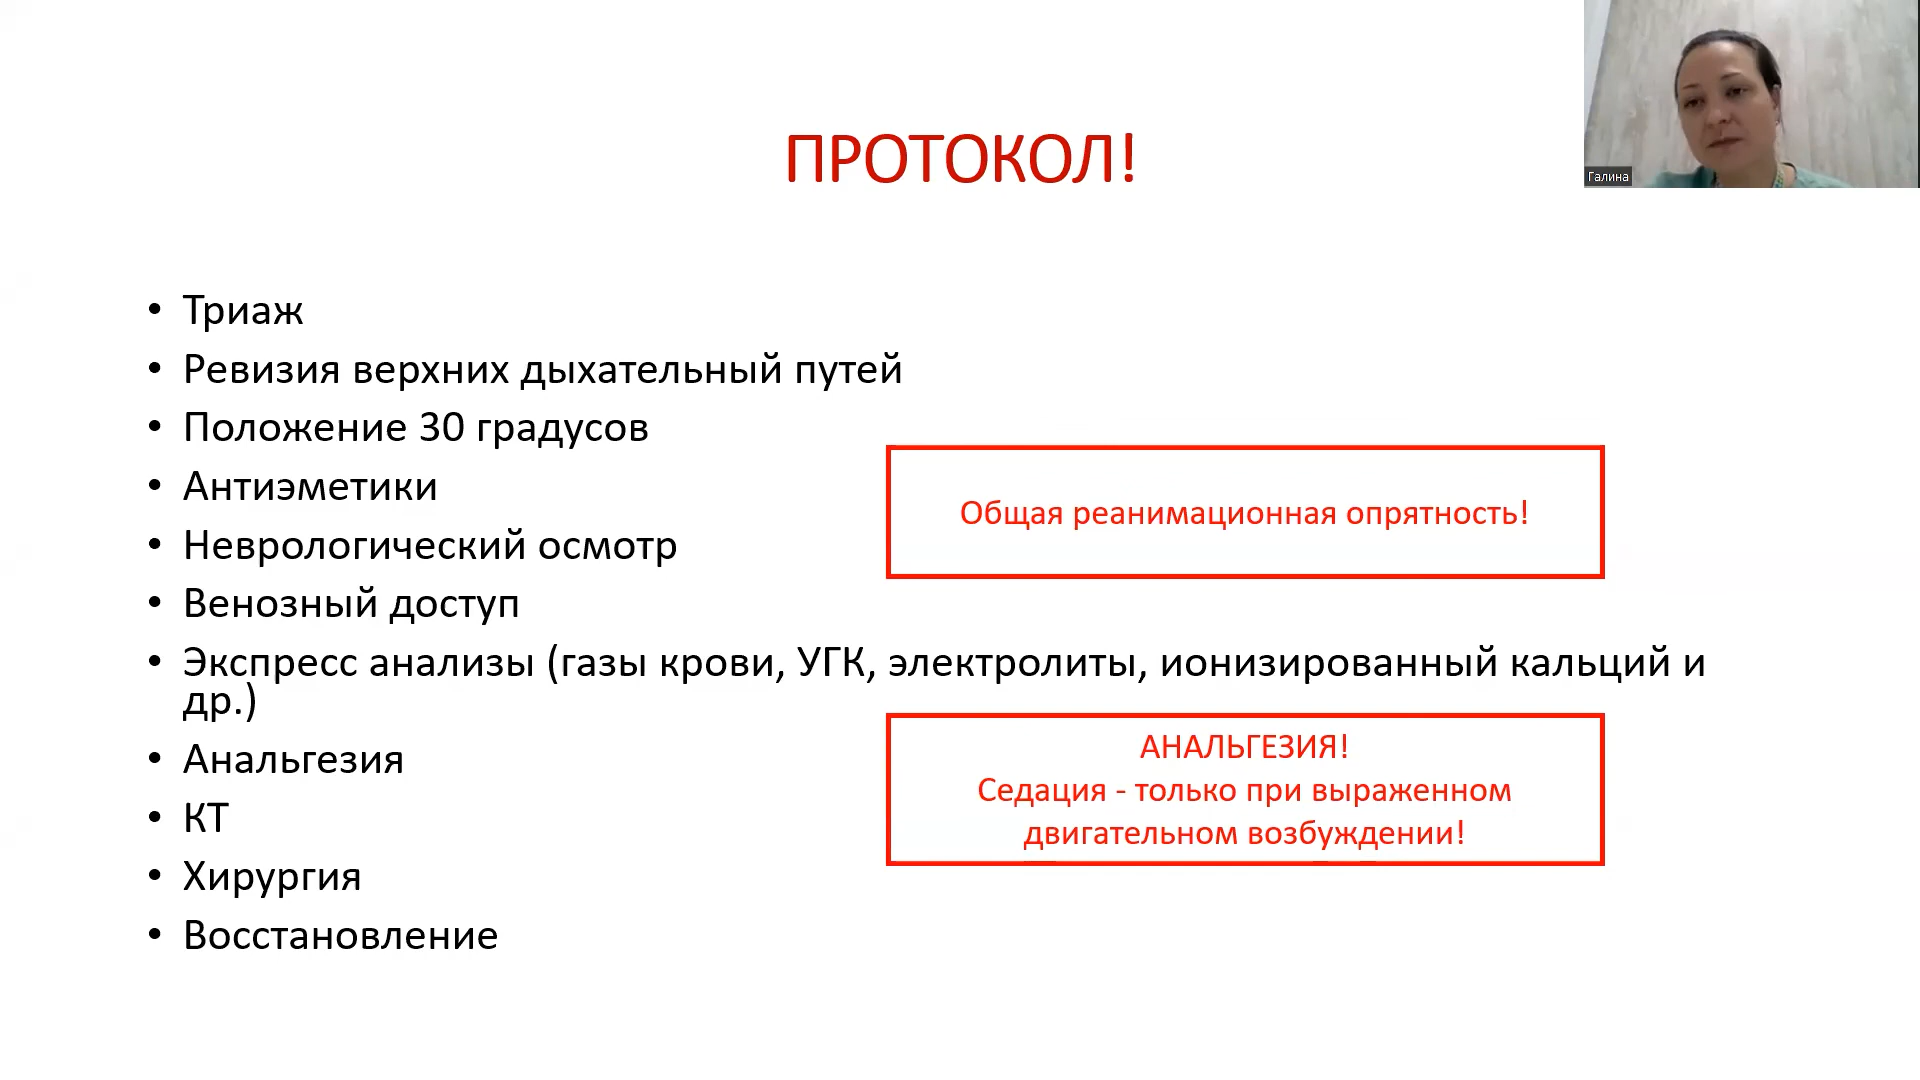 Галина
ПРОТОКОЛ!
• Триаж
• Ревизия верхних дыхательный путей
• Положение 30 градусов
• Антиэметики
• Неврологический осмотр
• Венозный доступ
• Экспресс анализы (газы крови, УГК, электролиты, ионизированный кальций и
др.)
• Анальгезия
• КТ
• Хирургия
• Восстановление
Общая реанимационная опрятность!
АНАЛЬГЕЗИЯ!
Седация - только при выраженном
двигательном возбуждении!